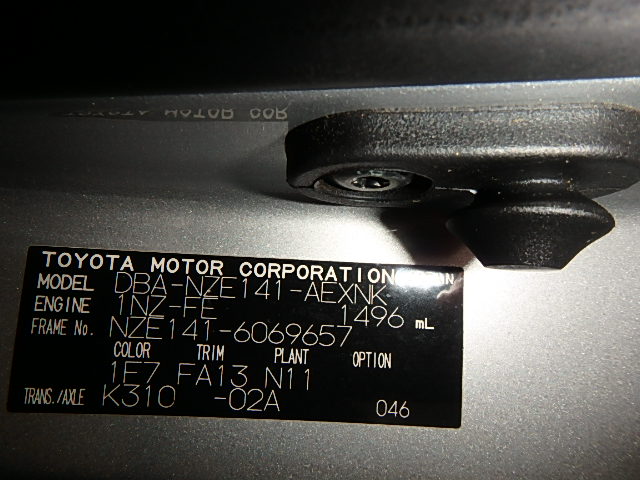 TOYOTA MOTOR CORPORATION JAPAN
MODEL DBA-NZE141-AEXNK
ENGINE 1NZ-FE 1496 mL
FRAME No. NZE141-6069657
COLOR TRIM PLANT OPTION
1E7 FA13 N11
TRANS./AXLE K310 -02A 046